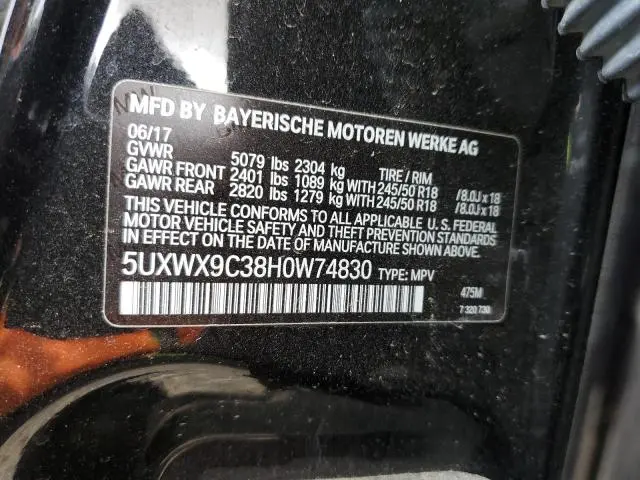 MFD BY BAYERISCHE MOTOREN WERKE AG
06/17
GVWR 5079 lbs 2304 kg TIRE / RIM
GAWR FRONT 2401 lbs 1089 kg WITH 245/50 R18 /8.0J x 18
GAWR REAR 2820 lbs 1279 kg WITH 245/50 R18 /8.0J x 18
THIS VEHICLE CONFORMS TO ALL APPLICABLE U. S. FEDERAL
MOTOR VEHICLE SAFETY AND THEFT PREVENTION STANDARDS
IN EFFECT ON THE DATE OF MANUFACTURE SHOWN ABOVE.
5UXWX9C38H0W74830 TYPE: MPV
475M
7 320 730